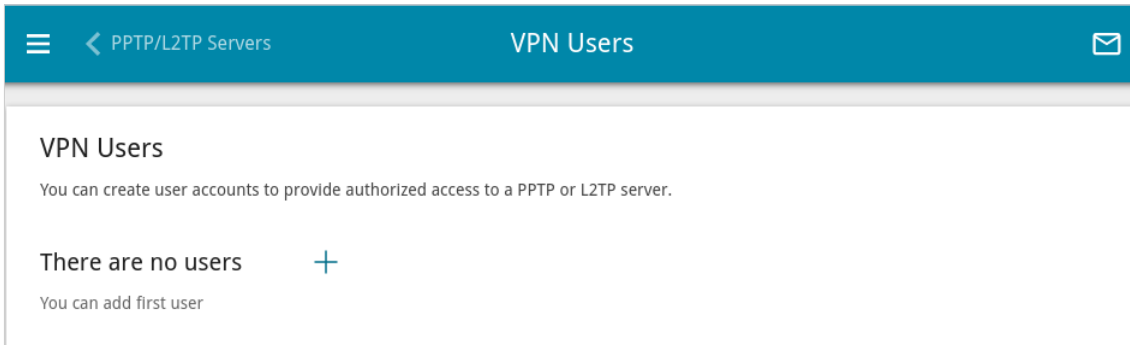 PPTP/L2TP Servers
VPN Users
VPN Users
You can create user accounts to provide authorized access to a PPTP or L2TP server.
There are no users
You can add first user